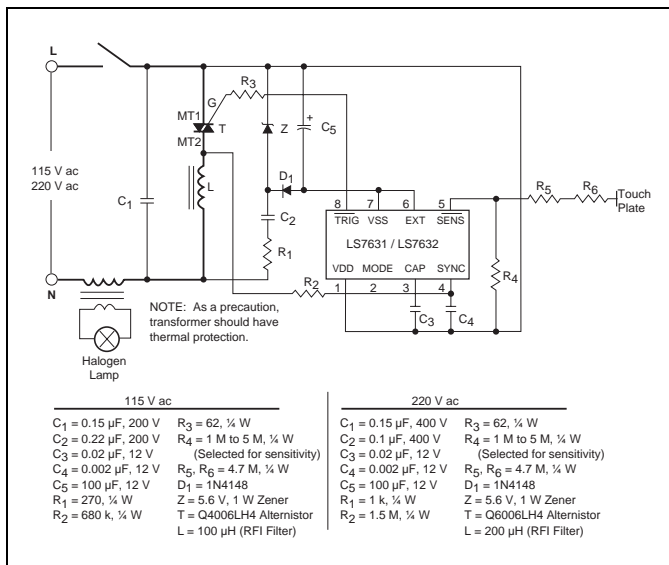 L
G
R3
MT1
T
MT2
Z
C5
+
115 V ac
220 V ac
C1
L
D1
C2
R1
8 7 6 5
TRIG VSS EXT SENS
LS7631 / LS7632
VDD MODE CAP SYNC
1 2 3 4
R5
R6
Touch
Plate
R4
R2
C3
C4
N
NOTE: As a precaution,
transformer should have
thermal protection.
Halogen
Lamp
115 V ac
C1 = 0.15 µF, 200 V
C2 = 0.22 µF, 200 V
C3 = 0.02 µF, 12 V
C4 = 0.002 µF, 12 V
C5 = 100 µF, 12 V
R1 = 270, ¼ W
R2 = 680 k, ¼ W
R3 = 62, ¼ W
R4 = 1 M to 5 M, ¼ W
(Selected for sensitivity)
R5, R6 = 4.7 M, ¼ W
D1 = 1N4148
Z = 5.6 V, 1 W Zener
T = Q4006LH4 Alternistor
L = 100 µH (RFI Filter)
220 V ac
C1 = 0.15 µF, 400 V
C2 = 0.1 µF, 400 V
C3 = 0.02 µF, 12 V
C4 = 0.002 µF, 12 V
C5 = 100 µF, 12 V
R1 = 1 k, ¼ W
R2 = 1.5 M, ¼ W
R3 = 62, ¼ W
R4 = 1 M to 5 M, ¼ W
(Selected for sensitivity)
R5, R6 = 4.7 M, ¼ W
D1 = 1N4148
Z = 5.6 V, 1 W Zener
T = Q6006LH4 Alternistor
L = 200 µH (RFI Filter)